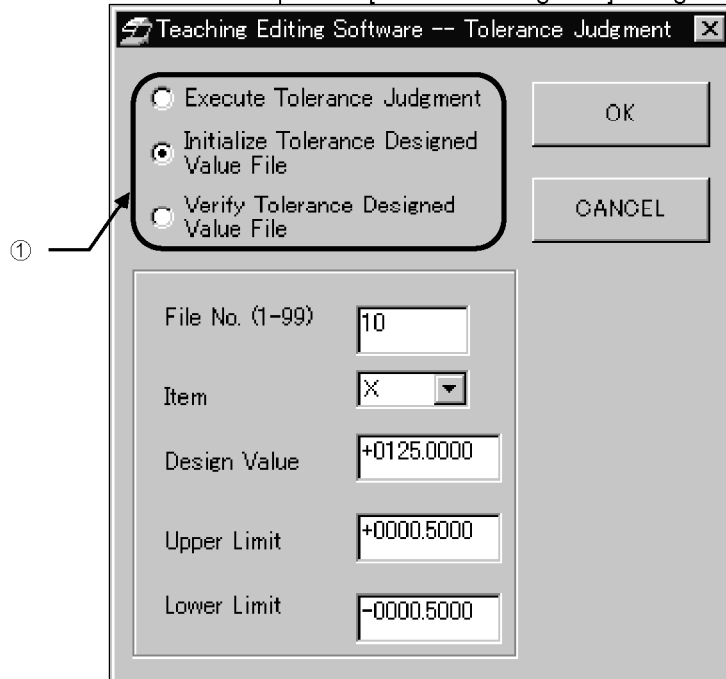 Teaching Editing Software -- Tolerance Judgment
Execute Tolerance Judgment
Initialize Tolerance Designed
Value File
Verify Tolerance Designed
Value File
OK
CANCEL
①
File No. (1-99)
10
Item
X
Design Value
+0125.0000
Upper Limit
+0000.5000
Lower Limit
-0000.5000